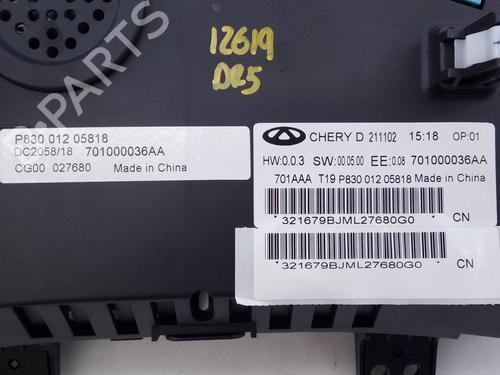 12619
DR5
P830 012 05818
DC2058/18 701000036AA
CG00 027680 Made in China
CHERY D 211102 15:18 OP:01
HW:0.0.3 SW:00.05.00 EE:0.08 701000036AA
701AAA T19 P830 012 05818 Made in China
*321679BJML27680G0* CN
*321679BJML27680G0* CN
B-PARTS